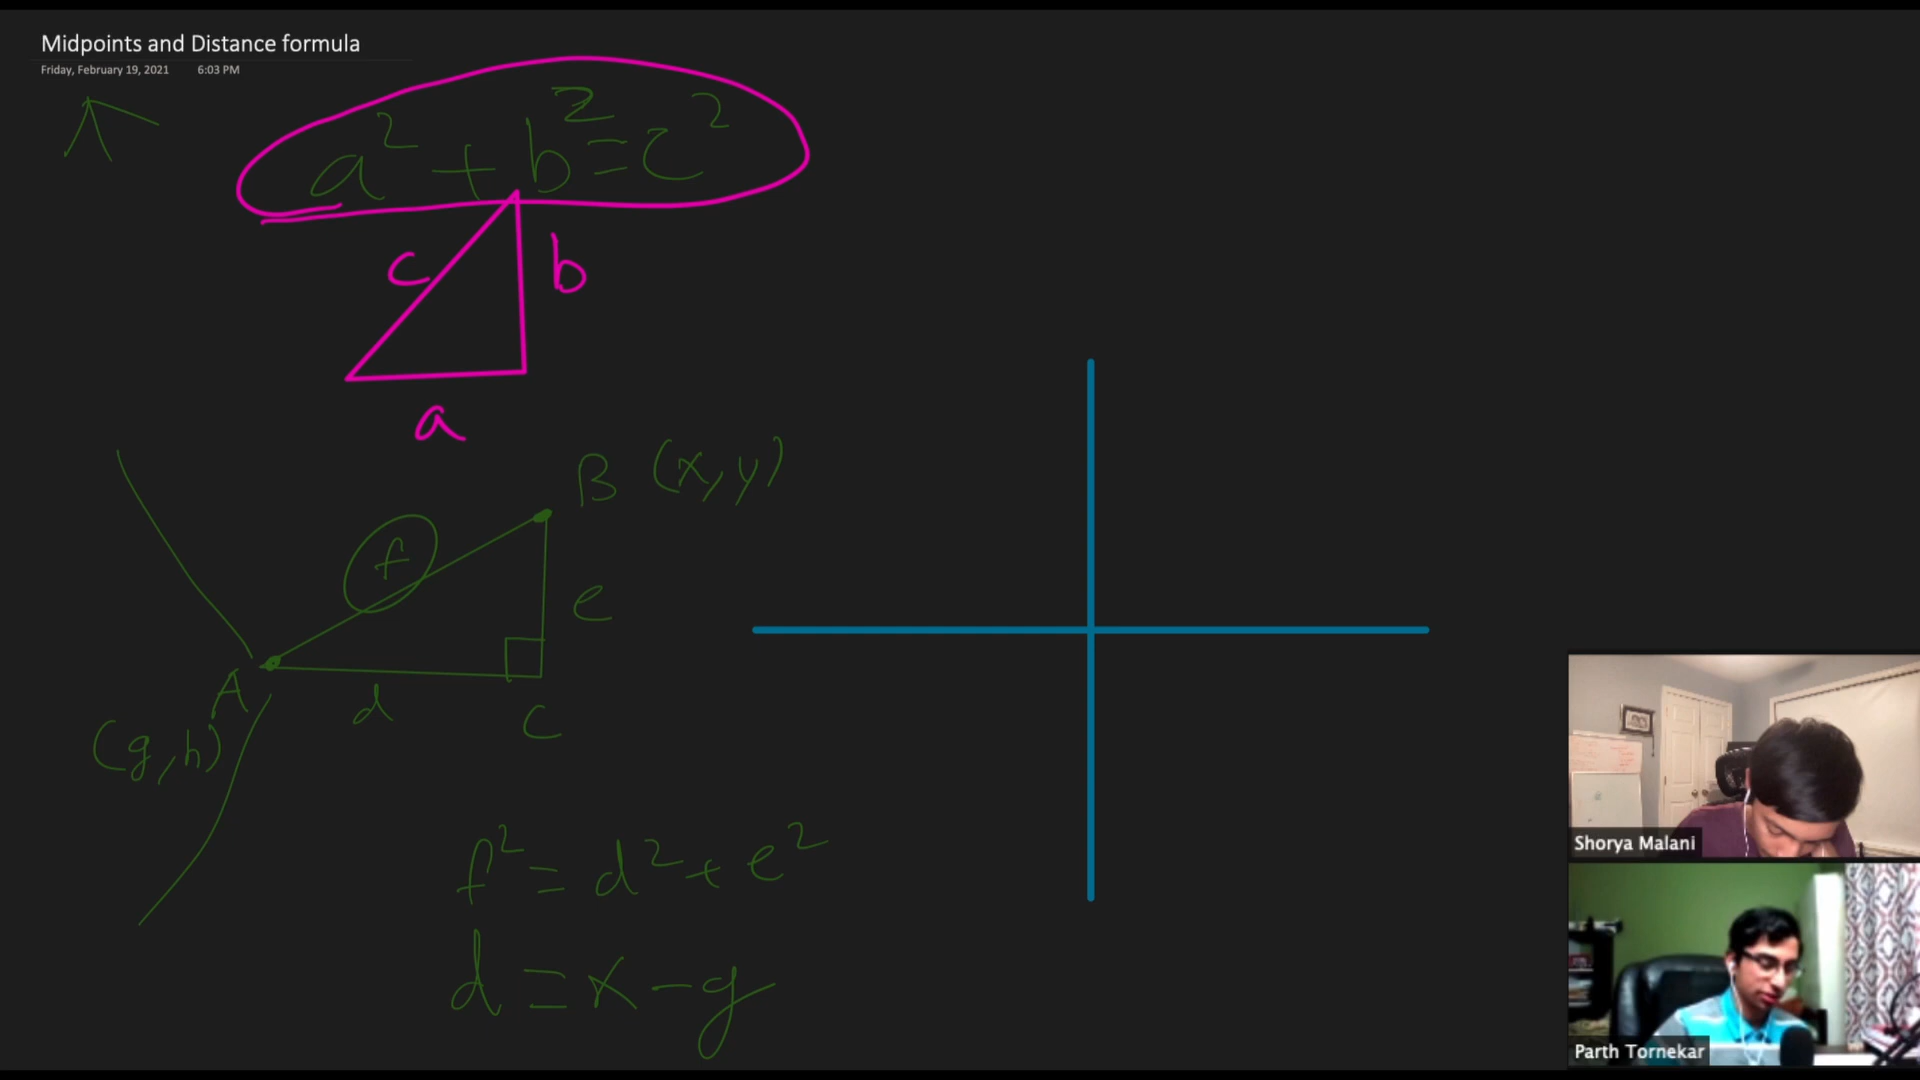 Midpoints and Distance formula
Friday, February 19, 2021 6:03 PM
a² + b² = c²
c
b
a
B (x, y)
f
e
A
d
C
(g, h)
f² = d² + e²
d = x - g
Shorya Malani
Parth Tornekar